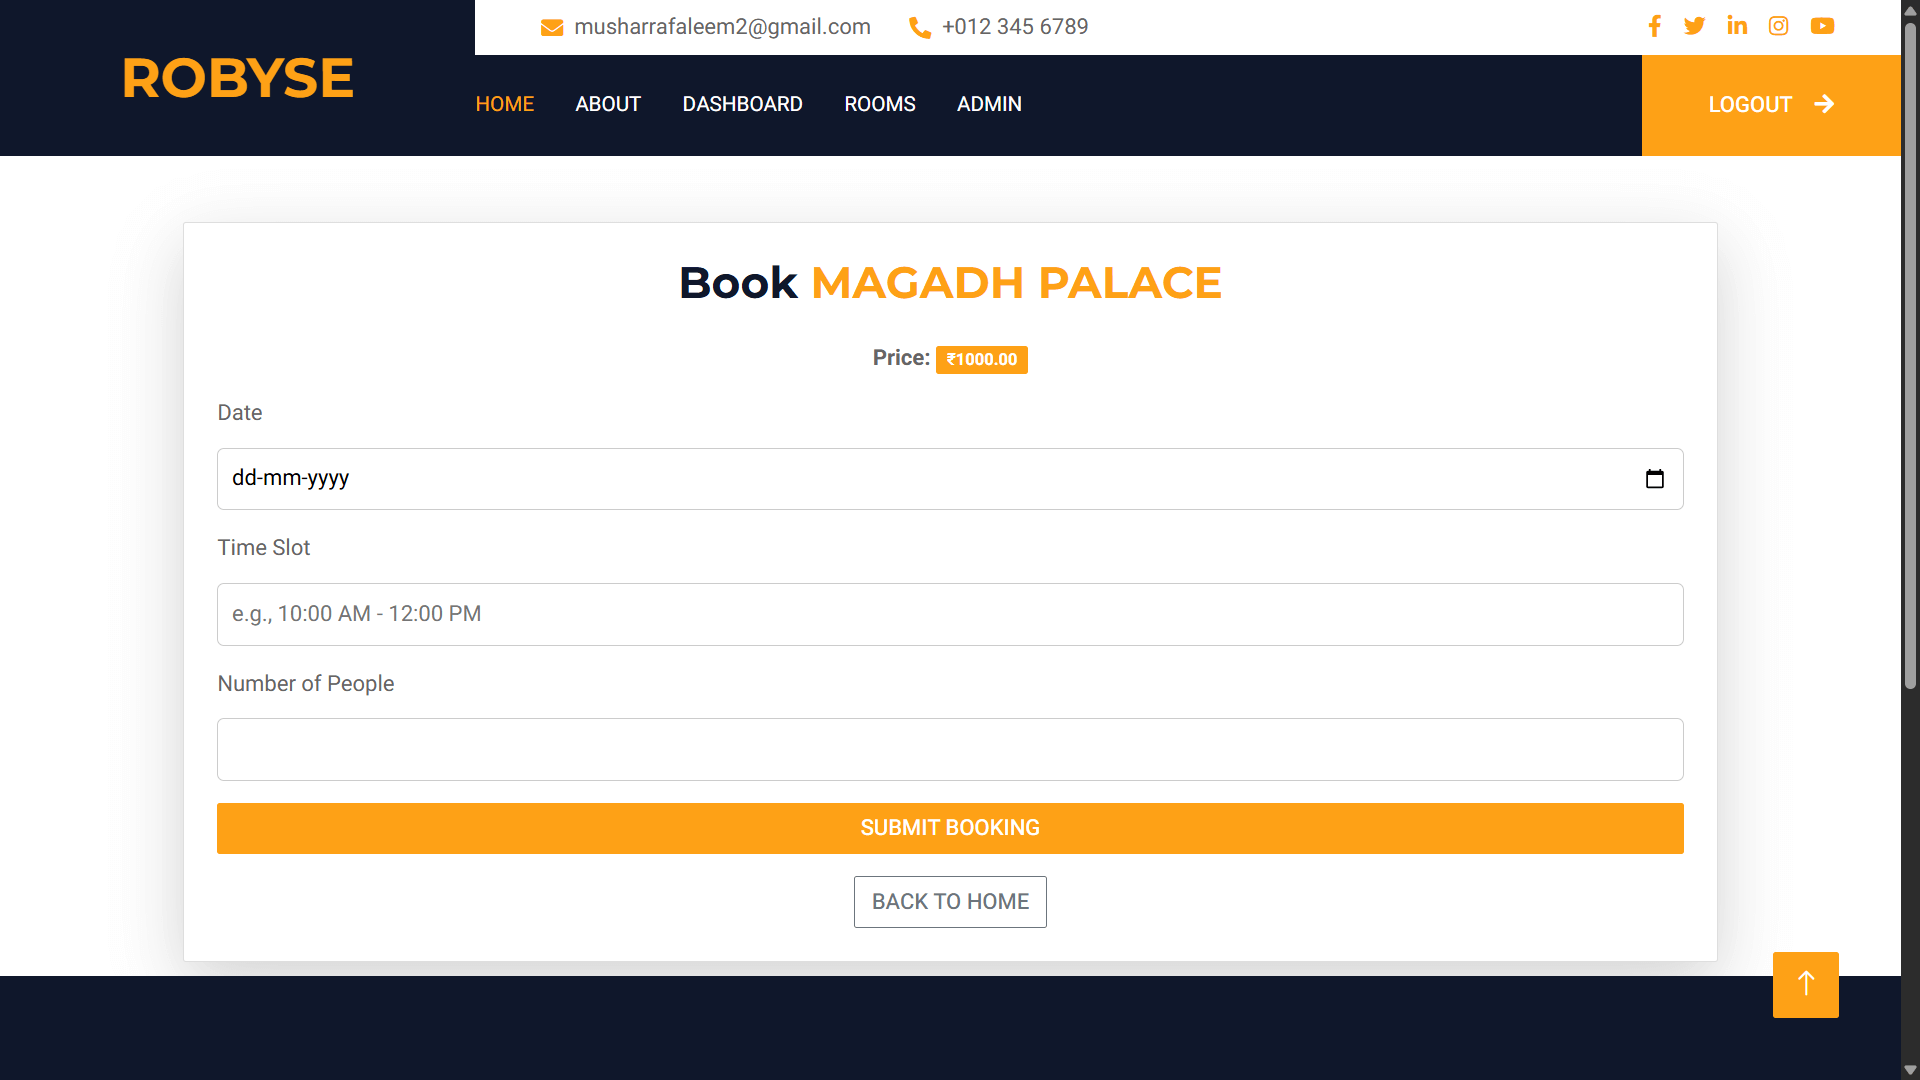 musharrafaleem2@gmail.com +012 345 6789
ROBYSE
HOME ABOUT DASHBOARD ROOMS ADMIN LOGOUT
Book MAGADH PALACE
Price: ₹1000.00
Date
dd-mm-yyyy
Time Slot
e.g., 10:00 AM - 12:00 PM
Number of People
SUBMIT BOOKING
BACK TO HOME